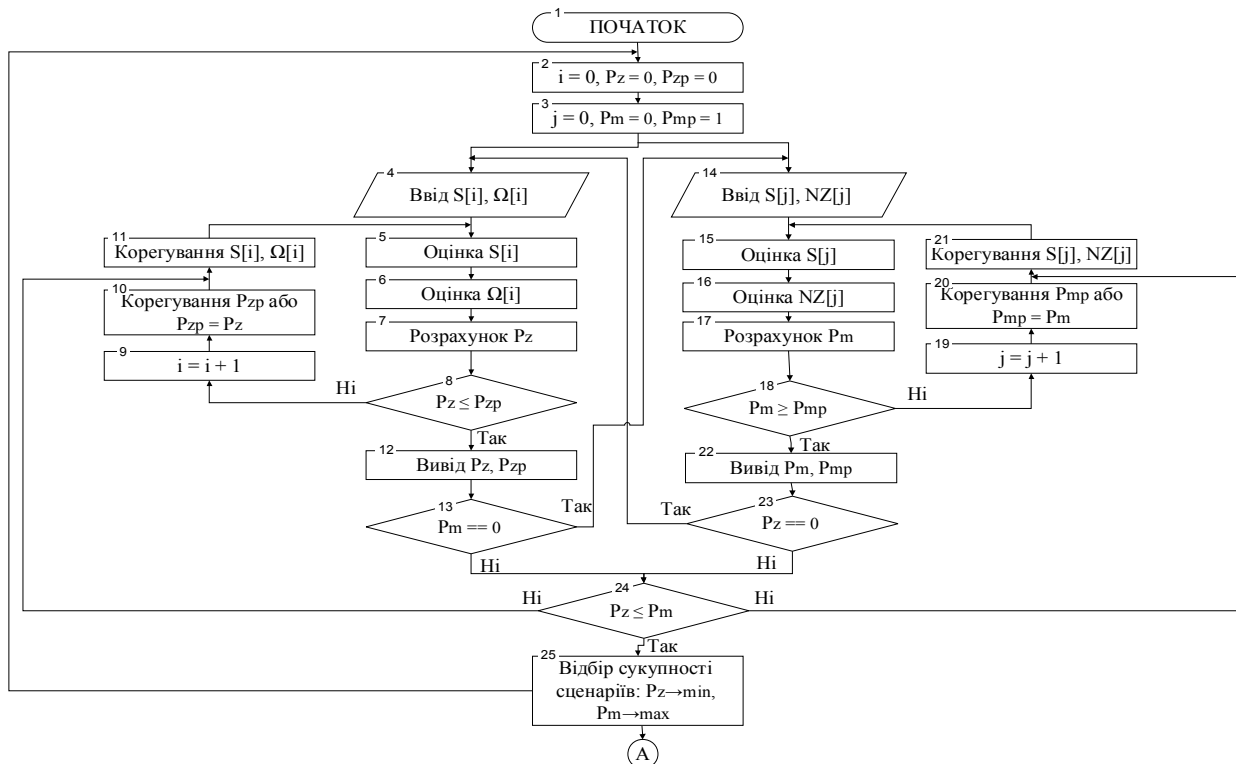 1
ПОЧАТОК
2
i = 0, Pz = 0, Pzp = 0
3
j = 0, Pm = 0, Pmp = 1
4
Ввід S[i], Ω[i]
5
Оцінка S[i]
6
Оцінка Ω[i]
7
Розрахунок Pz
8
Pz ≤ Pzp
Ні
Так
9
i = i + 1
10
Корегування Pzp або
Pzp = Pz
11
Корегування S[i], Ω[i]
12
Вивід Pz, Pzp
13
Pm == 0
Так
Ні
14
Ввід S[j], NZ[j]
15
Оцінка S[j]
16
Оцінка NZ[j]
17
Розрахунок Pm
18
Pm ≥ Pmp
Ні
Так
19
j = j + 1
20
Корегування Pmp або
Pmp = Pm
21
Корегування S[j], NZ[j]
22
Вивід Pm, Pmp
23
Pz == 0
Так
Ні
24
Pz ≤ Pm
Ні
Ні
Так
25
Відбір сукупності
сценаріїв: Pz→min,
Pm→max
А